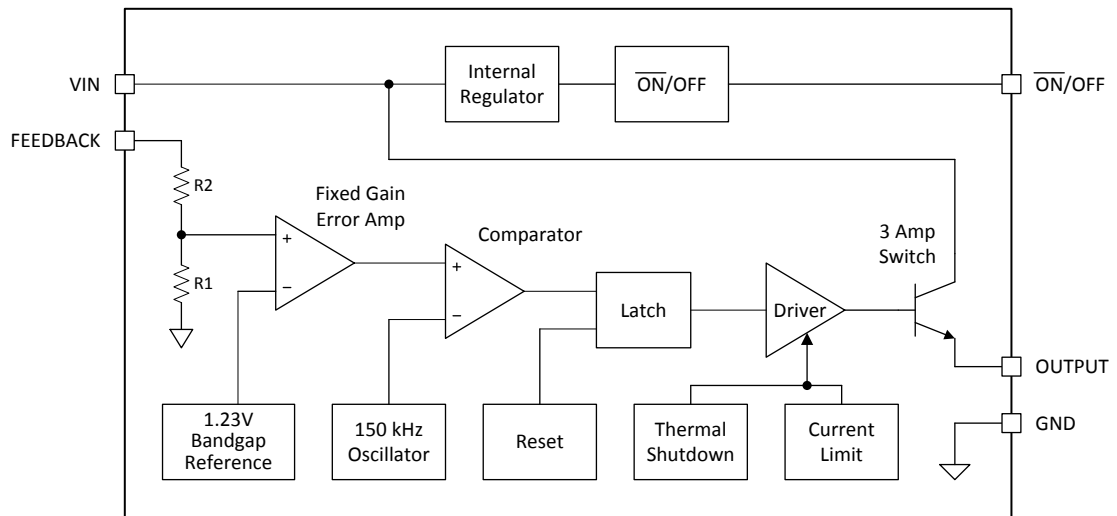 VIN
Internal
Regulator
ON/OFF
ON/OFF
FEEDBACK
R2
Fixed Gain
Error Amp
Comparator
3 Amp
Switch
+
−
R1
+
−
Latch
Driver
OUTPUT
1.23V
Bandgap
Reference
150 kHz
Oscillator
Reset
Thermal
Shutdown
Current
Limit
GND